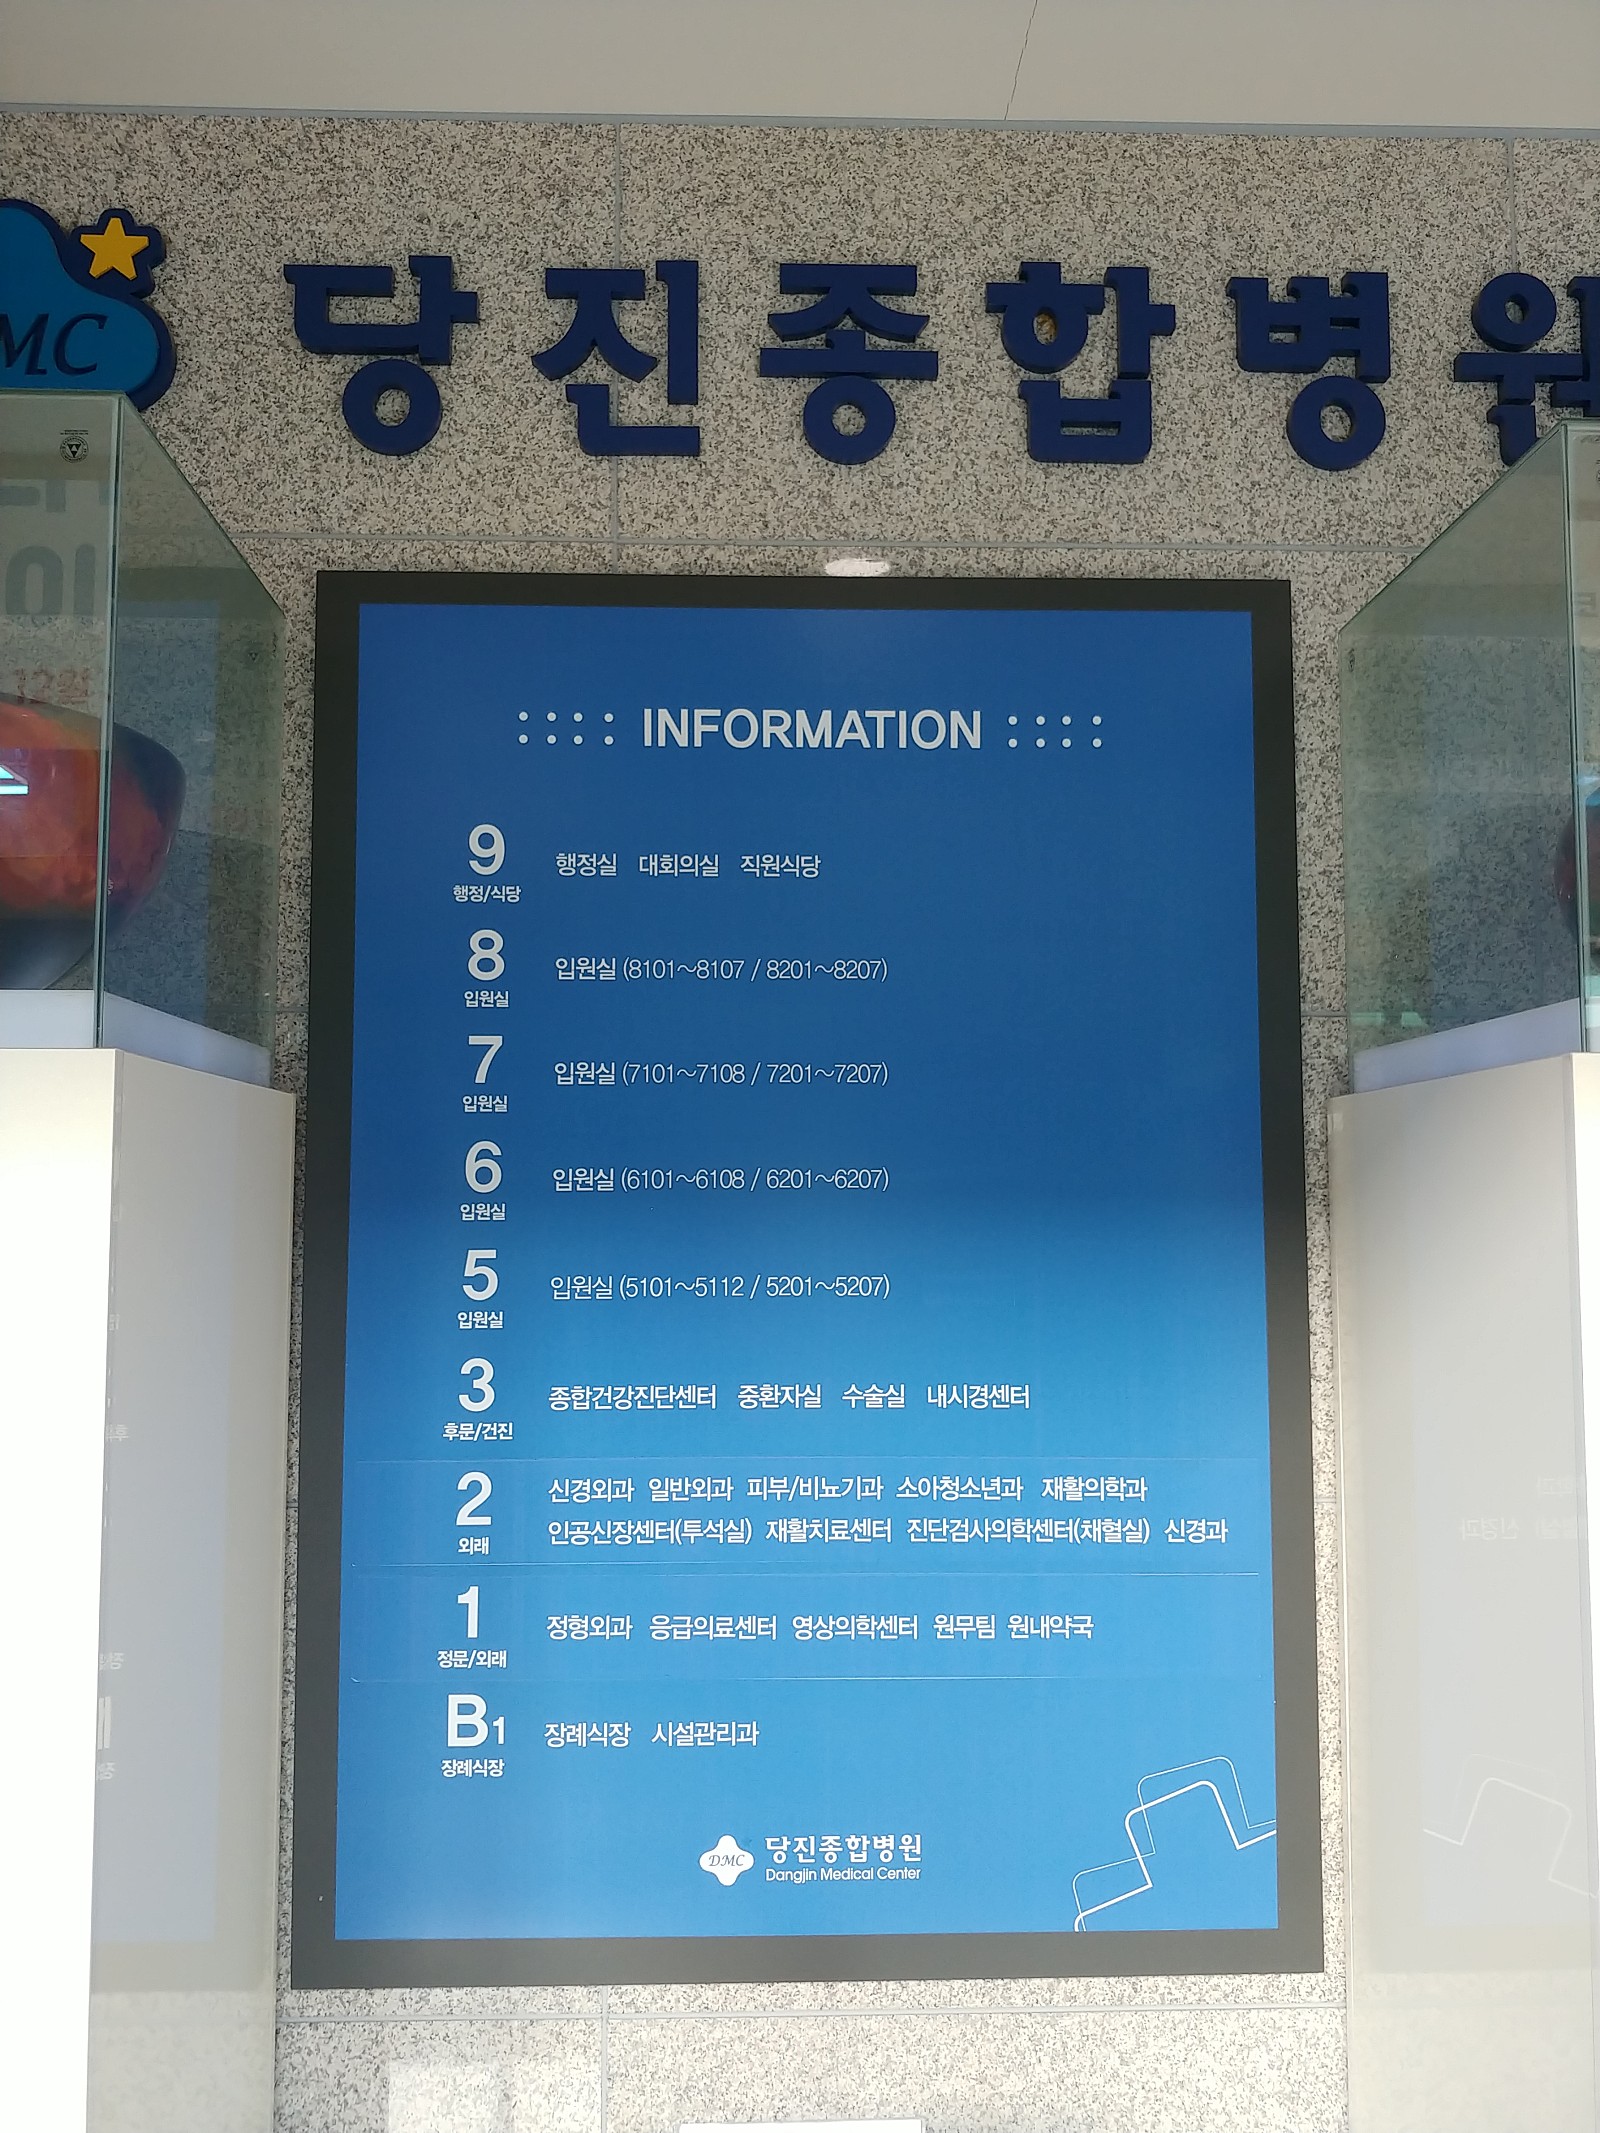 당진종합병원
DMC
INFORMATION
9 행정실 대회의실 직원식당
행정/식당
8 입원실 (8101~8107 / 8201~8207)
입원실
7 입원실 (7101~7108 / 7201~7207)
입원실
6 입원실 (6101~6108 / 6201~6207)
입원실
5 입원실 (5101~5112 / 5201~5207)
입원실
3 종합건강진단센터 중환자실 수술실 내시경센터
후문/건진
2 신경외과 일반외과 피부/비뇨기과 소아청소년과 재활의학과
인공신장센터(투석실) 재활치료센터 진단검사의학센터(채혈실) 신경과
외래
1 정형외과 응급의료센터 영상의학센터 원무팀 원내약국
정문/외래
B1 장례식장 시설관리과
장례식장
DMC 당진종합병원
Dangjin Medical Center